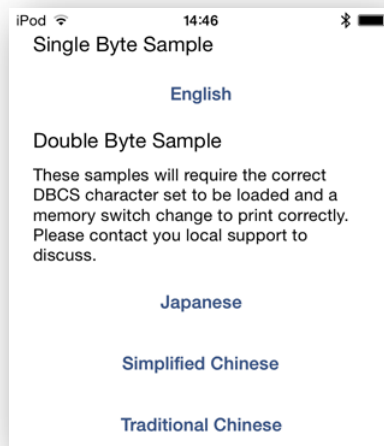 iPod 14:46
Single Byte Sample
English
Double Byte Sample
These samples will require the correct
DBCS character set to be loaded and a
memory switch change to print correctly.
Please contact you local support to
discuss.
Japanese
Simplified Chinese
Traditional Chinese